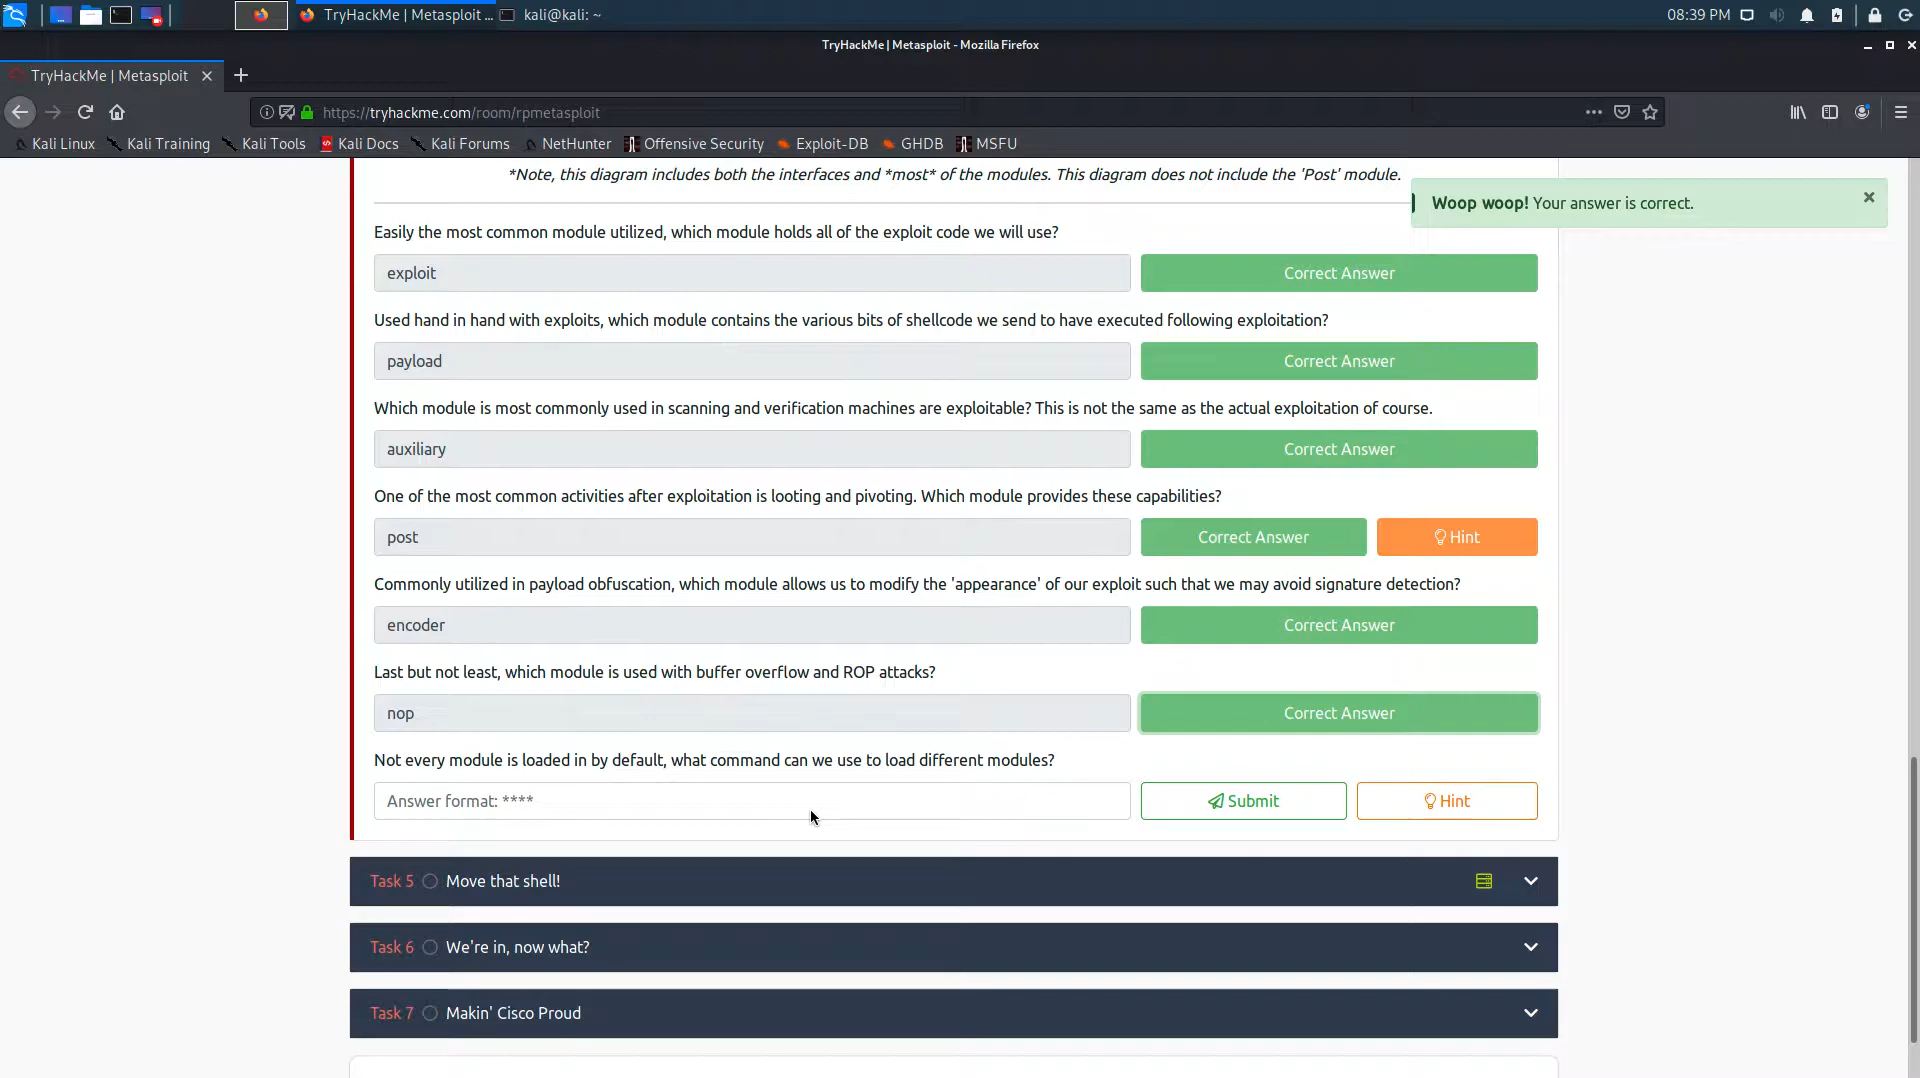 TryHackMe | Metasploit ...
kali@kali: ~
08:39 PM
TryHackMe | Metasploit - Mozilla Firefox
TryHackMe | Metasploit
https://tryhackme.com/room/rpmetasploit
Kali Linux
Kali Training
Kali Tools
Kali Docs
Kali Forums
NetHunter
Offensive Security
Exploit-DB
GHDB
MSFU
*Note, this diagram includes both the interfaces and *most* of the modules. This diagram does not include the 'Post' module.
Woop woop! Your answer is correct.
Easily the most common module utilized, which module holds all of the exploit code we will use?
exploit
Correct Answer
Used hand in hand with exploits, which module contains the various bits of shellcode we send to have executed following exploitation?
payload
Correct Answer
Which module is most commonly used in scanning and verification machines are exploitable? This is not the same as the actual exploitation of course.
auxiliary
Correct Answer
One of the most common activities after exploitation is looting and pivoting. Which module provides these capabilities?
post
Correct Answer
Hint
Commonly utilized in payload obfuscation, which module allows us to modify the 'appearance' of our exploit such that we may avoid signature detection?
encoder
Correct Answer
Last but not least, which module is used with buffer overflow and ROP attacks?
nop
Correct Answer
Not every module is loaded in by default, what command can we use to load different modules?
Answer format: ****
Submit
Hint
Task 5 Move that shell!
Task 6 We're in, now what?
Task 7 Makin' Cisco Proud